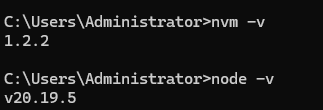 C:\Users\Administrator>nvm -v
1.2.2
C:\Users\Administrator>node -v
v20.19.5